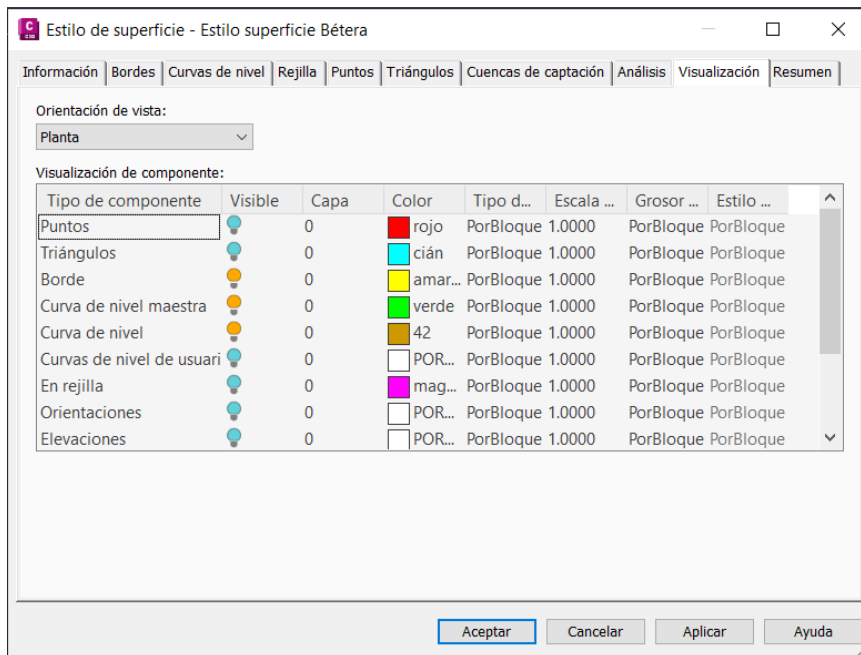 C
C3D
Estilo de superficie - Estilo superficie Bétera
Información Bordes Curvas de nivel Rejilla Puntos Triángulos Cuencas de captación Análisis Visualización Resumen
Orientación de vista:
Planta
Visualización de componente:
Tipo de componente Visible Capa Color Tipo d... Escala ... Grosor ... Estilo ...
Puntos 0 rojo PorBloque 1.0000 PorBloque PorBloque
Triángulos 0 cián PorBloque 1.0000 PorBloque PorBloque
Borde 0 amar... PorBloque 1.0000 PorBloque PorBloque
Curva de nivel maestra 0 verde PorBloque 1.0000 PorBloque PorBloque
Curva de nivel 0 42 PorBloque 1.0000 PorBloque PorBloque
Curvas de nivel de usuari 0 POR... PorBloque 1.0000 PorBloque PorBloque
En rejilla 0 mag... PorBloque 1.0000 PorBloque PorBloque
Orientaciones 0 POR... PorBloque 1.0000 PorBloque PorBloque
Elevaciones 0 POR... PorBloque 1.0000 PorBloque PorBloque
Aceptar Cancelar Aplicar Ayuda